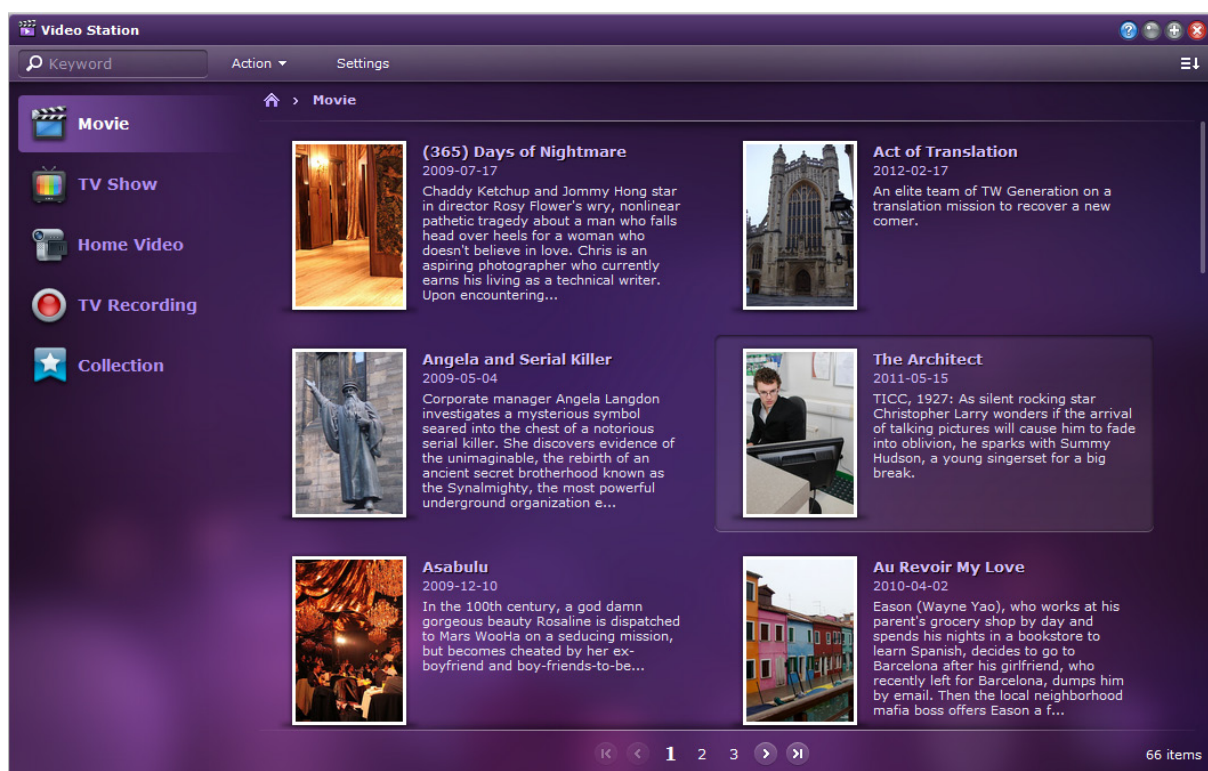 Video Station
Keyword
Action
Settings
Movie
TV Show
Home Video
TV Recording
Collection
> Movie
(365) Days of Nightmare
2009-07-17
Chaddy Ketchup and Jommy Hong star
in director Rosy Flower's wry, nonlinear
pathetic tragedy about a man who falls
head over heels for a woman who
doesn't believe in love. Chris is an
aspiring photographer who currently
earns his living as a technical writer.
Upon encountering...
Act of Translation
2012-02-17
An elite team of TW Generation on a
translation mission to recover a new
comer.
Angela and Serial Killer
2009-05-04
Corporate manager Angela Langdon
investigates a mysterious symbol
seared into the chest of a notorious
serial killer. She discovers evidence of
the unimaginable, the rebirth of an
ancient secret brotherhood known as
the Synalmighty, the most powerful
underground organization e...
The Architect
2011-05-15
TICC, 1927: As silent rocking star
Christopher Larry wonders if the arrival
of talking pictures will cause him to fade
into oblivion, he sparks with Summy
Hudson, a young singerset for a big
break.
Asabulu
2009-12-10
In the 100th century, a god damn
gorgeous beauty Rosaline is dispatched
to Mars WooHa on a seducing mission,
but becomes cheated by her ex-
boyfriend and boy-friends-to-be...
Au Revoir My Love
2010-04-02
Eason (Wayne Yao), who works at his
parent's grocery shop by day and
spends his nights in a bookstore to
learn Spanish, decides to go to
Barcelona after his girlfriend, who
recently left for Barcelona, dumps him
by email. Then the local neighborhood
mafia boss offers Eason a f...
1 2 3
66 items